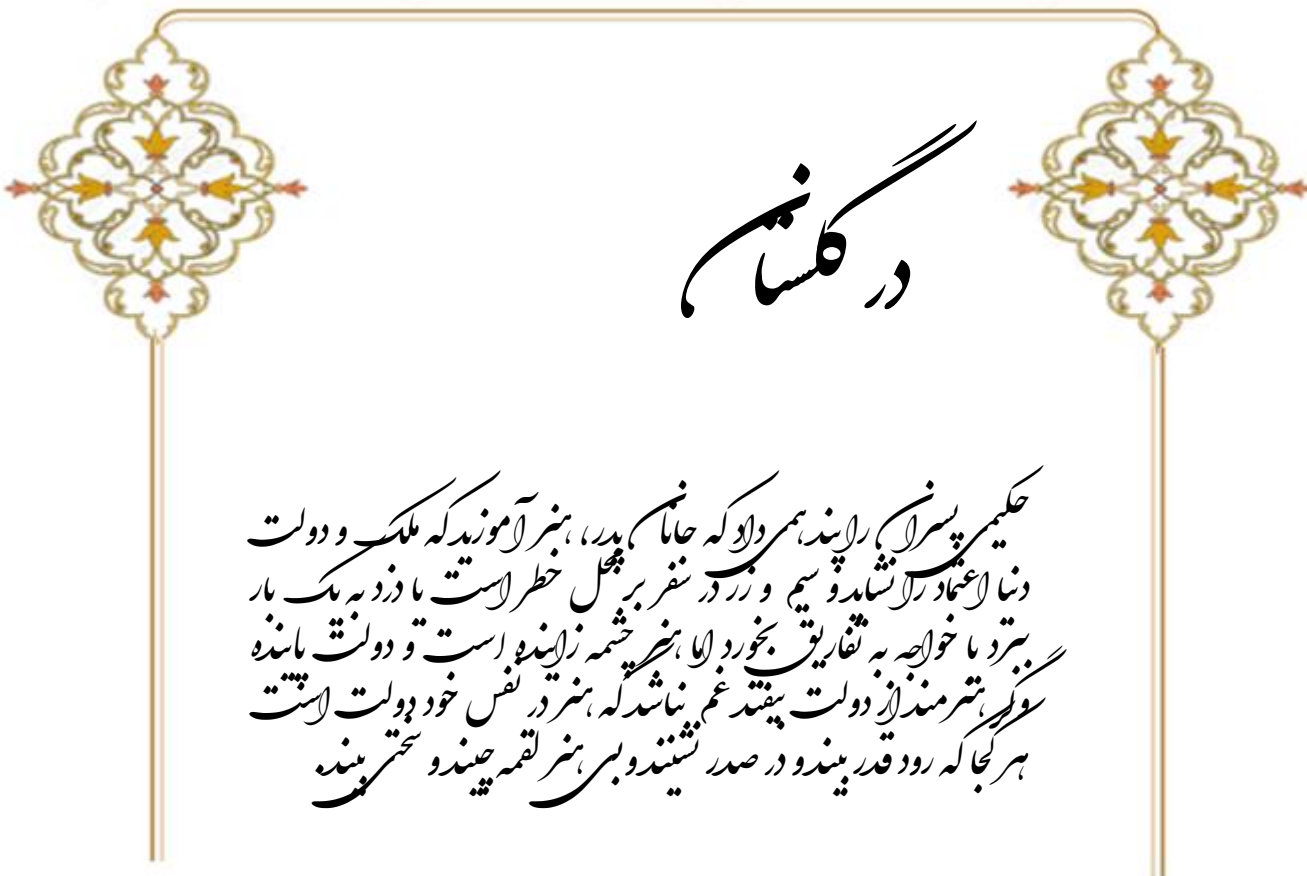 در گلستان
حکیمی پسران را پند همی داد که جانان پدر، هنر آموزید که ملک و دولت
دنیا اعتماد را نشاید و سیم و زر در سفر بر محل خطر است یا دزد به یک بار
ببرد یا خواجه به تفاریق بخورد اما هنر چشمه زاینده است و دولت پاینده
وگر هنرمند از دولت بیفتد غم نباشد که هنر در نفس خود دولت است
هر کجا که رود قدر بیند و در صدر نشیند و بی هنر لقمه چیند و سختی بیند.